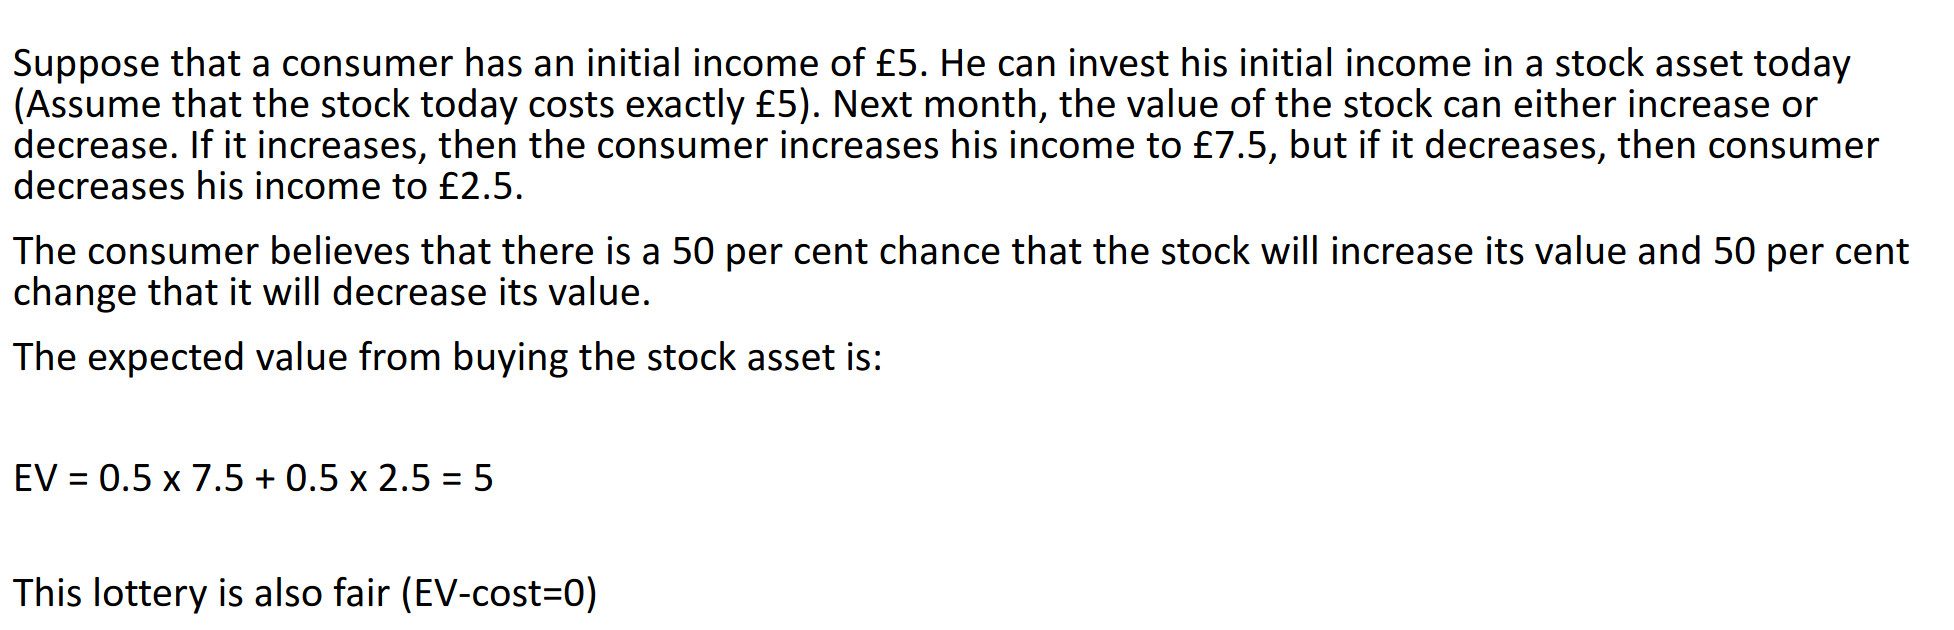 Suppose that a consumer has an initial income of £5. He can invest his initial income in a stock asset today
(Assume that the stock today costs exactly £5). Next month, the value of the stock can either increase or
decrease. If it increases, then the consumer increases his income to £7.5, but if it decreases, then consumer
decreases his income to £2.5.
The consumer believes that there is a 50 per cent chance that the stock will increase its value and 50 per cent
change that it will decrease its value.
The expected value from buying the stock asset is:
EV = 0.5 x 7.5 + 0.5 x 2.5 = 5
This lottery is also fair (EV-cost=0)